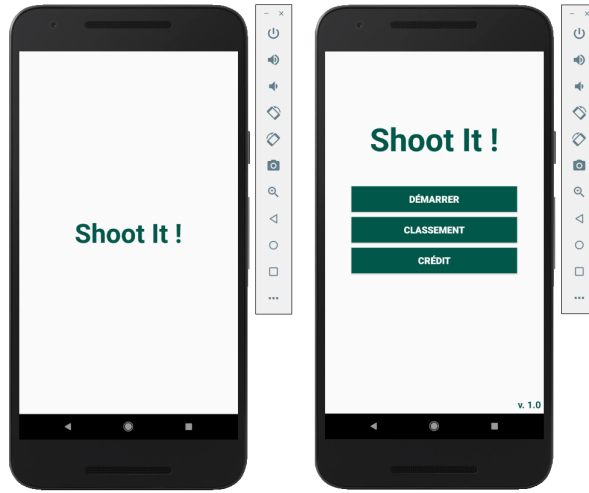 Shoot It !
Shoot It !
DÉMARRER
CLASSEMENT
CRÉDIT
v. 1.0